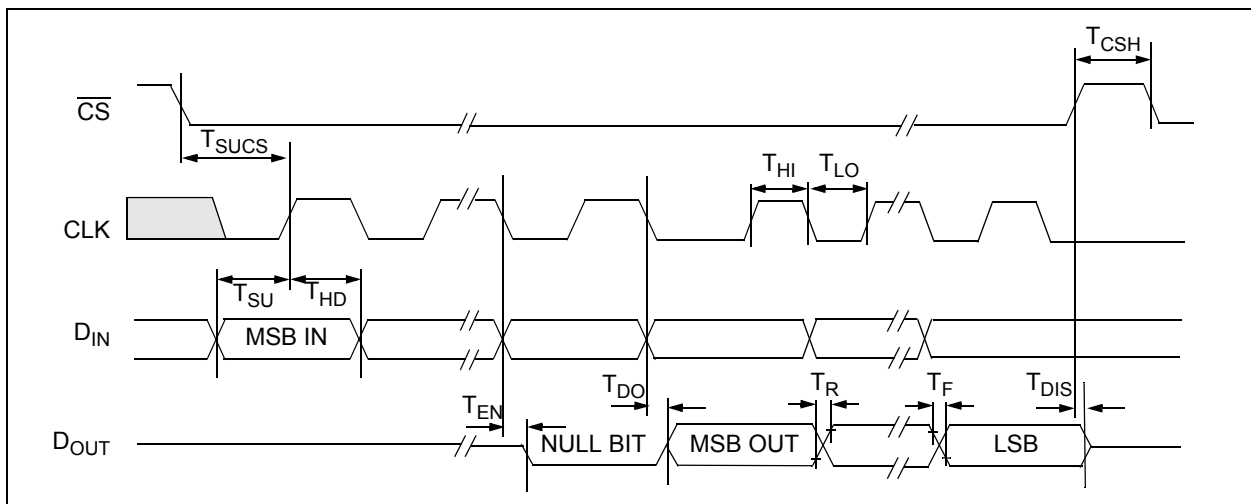 TCSH
CS
TSUCS
THI TLO
CLK
TSU THD
DIN MSB IN
TEN TDO TR TF TDIS
DOUT NULL BIT MSB OUT LSB